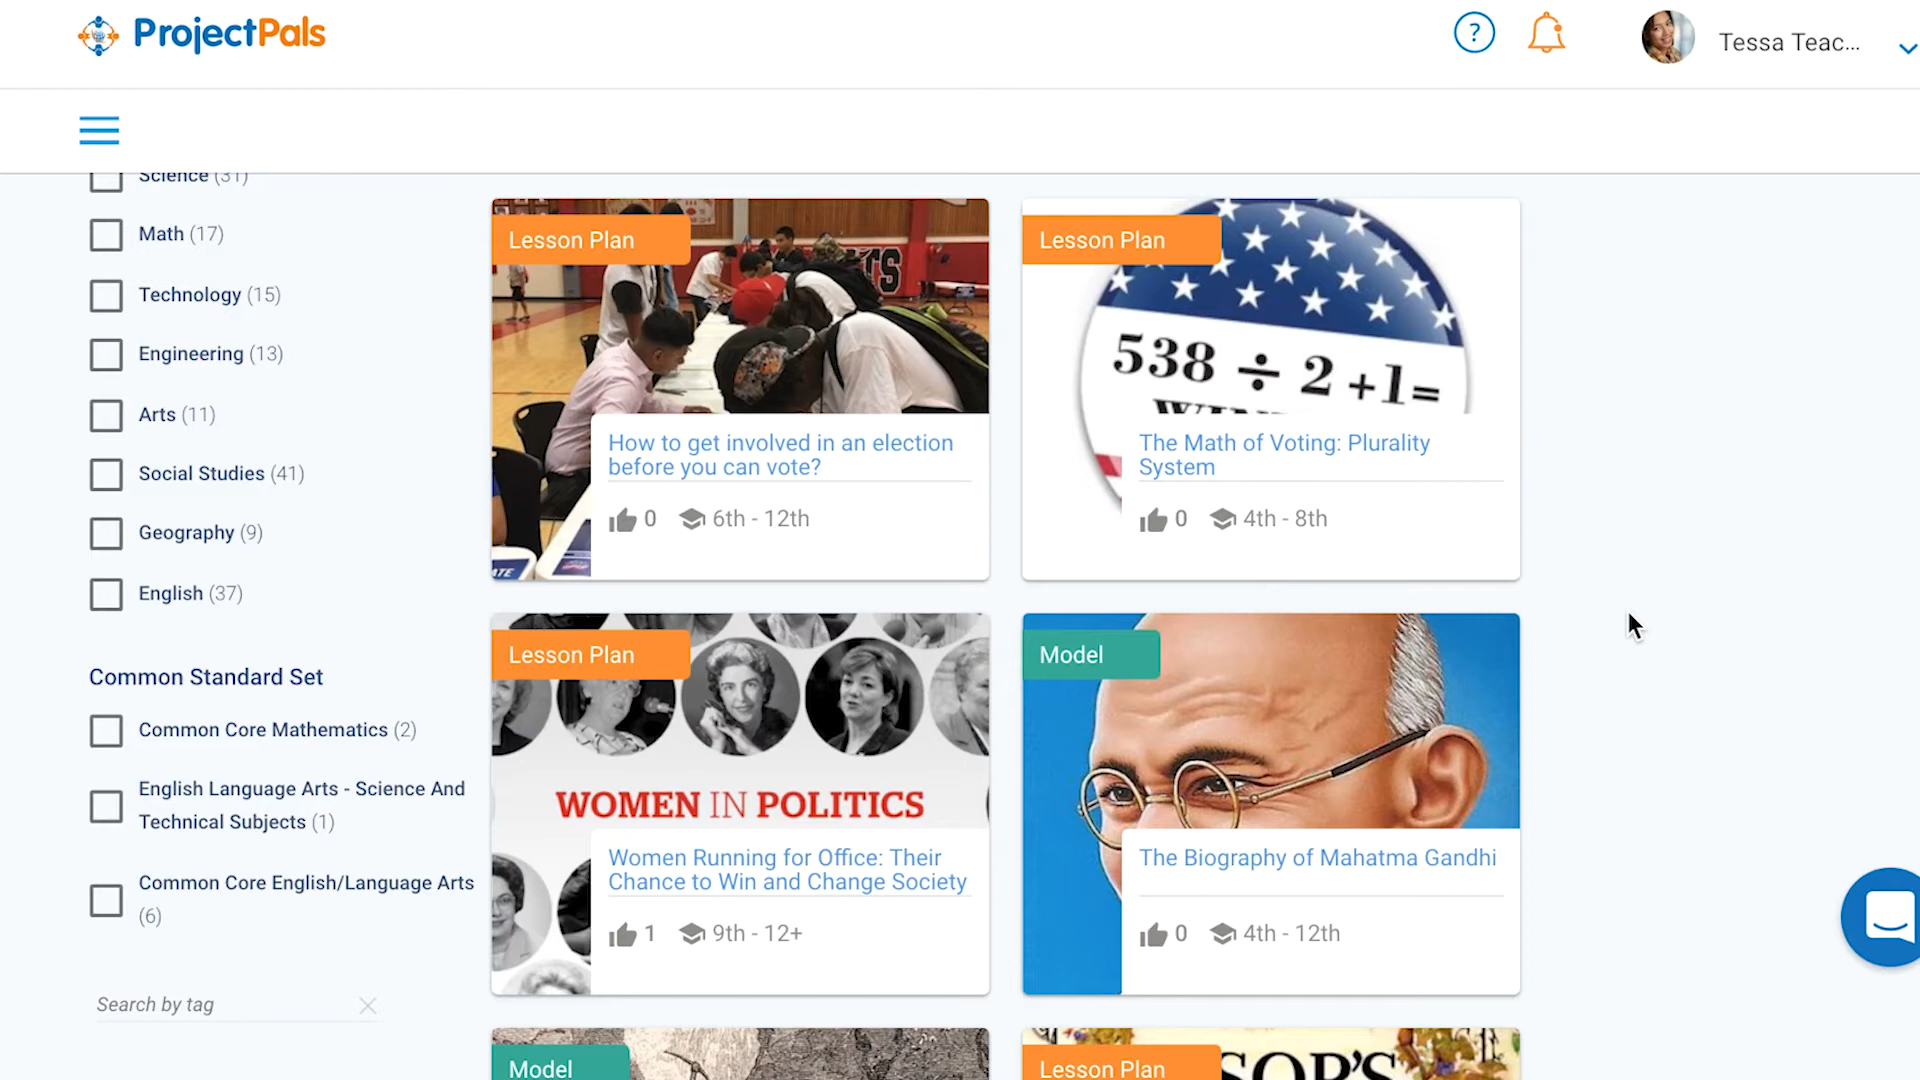 ProjectPals
?
Tessa Teac...
Science (31)
Math (17)
Technology (15)
Engineering (13)
Arts (11)
Social Studies (41)
Geography (9)
English (37)
Common Standard Set
Common Core Mathematics (2)
English Language Arts - Science And
Technical Subjects (1)
Common Core English/Language Arts
(6)
Search by tag
Lesson Plan
How to get involved in an election
before you can vote?
0 6th - 12th
Lesson Plan
538 ÷ 2 +1=
The Math of Voting: Plurality
System
0 4th - 8th
Lesson Plan
WOMEN IN POLITICS
Women Running for Office: Their
Chance to Win and Change Society
1 9th - 12+
Model
The Biography of Mahatma Gandhi
0 4th - 12th
Model
Lesson Plan